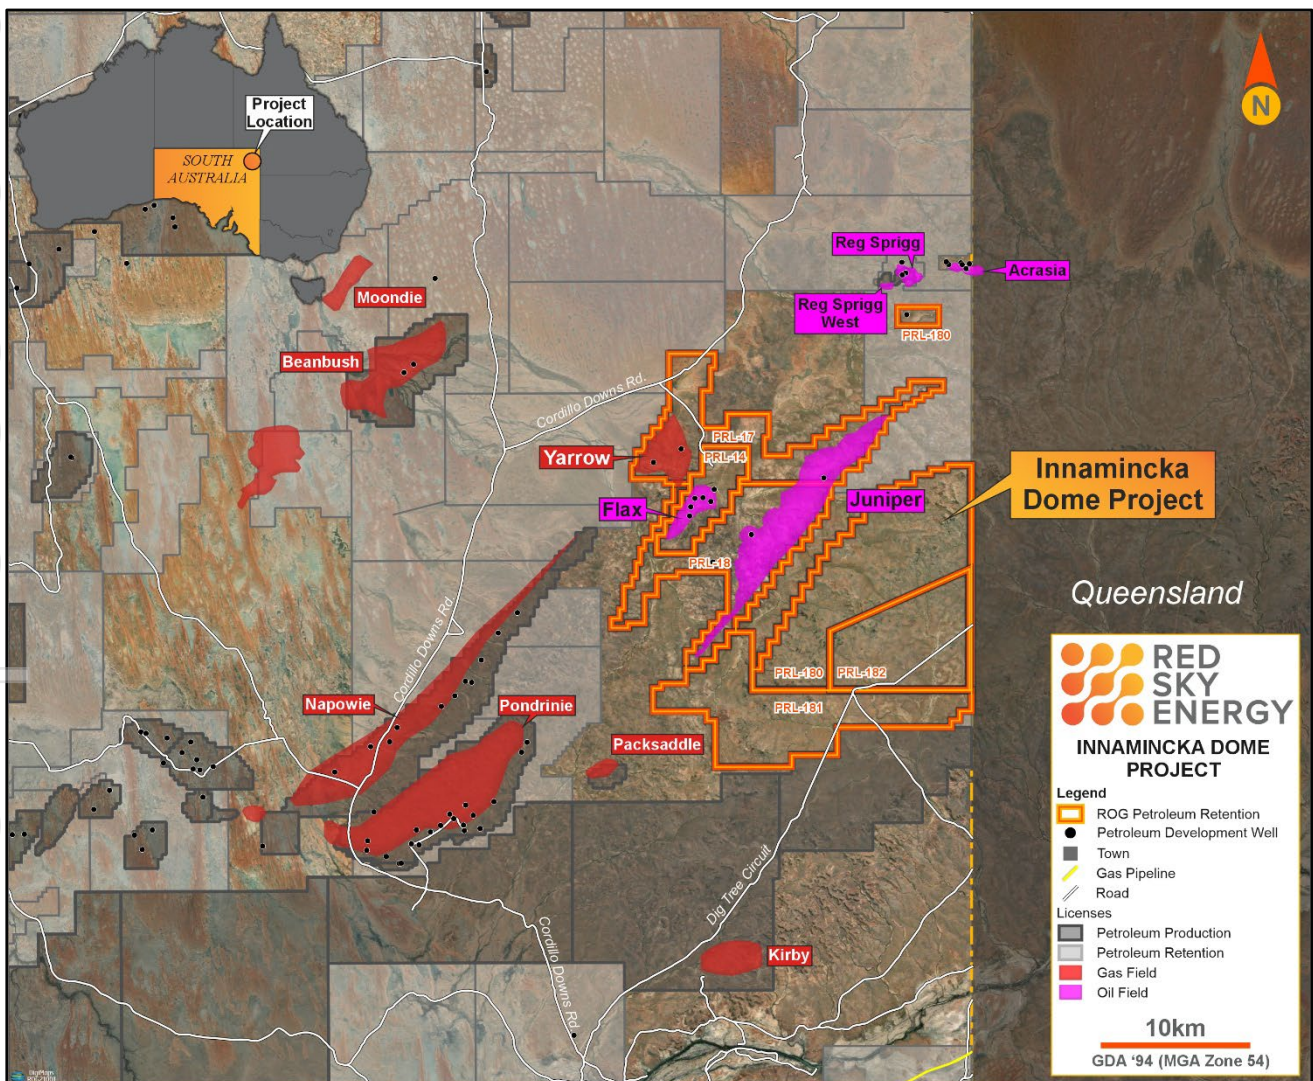 Project
Location
SOUTH
AUSTRALIA
N
Reg Sprigg
Acrasia
Reg Sprigg
West
PRL-180
Moondie
Beanbush
Cordillo Downs Rd.
PRL-17
PRL-14
Yarrow
Flax
Juniper
Innamincka
Dome Project
PRL-18
Queensland
Cordillo Downs Rd.
PRL-180
PRL-182
PRL-181
Napowie
Pondrinie
Packsaddle
Dig Tree Circuit
Cordillo Downs Rd.
Kirby
RED
SKY
ENERGY
INNAMINCKA DOME
PROJECT
Legend
ROG Petroleum Retention
Petroleum Development Well
Town
Gas Pipeline
Road
Licenses
Petroleum Production
Petroleum Retention
Gas Field
Oil Field
10km
GDA '94 (MGA Zone 54)